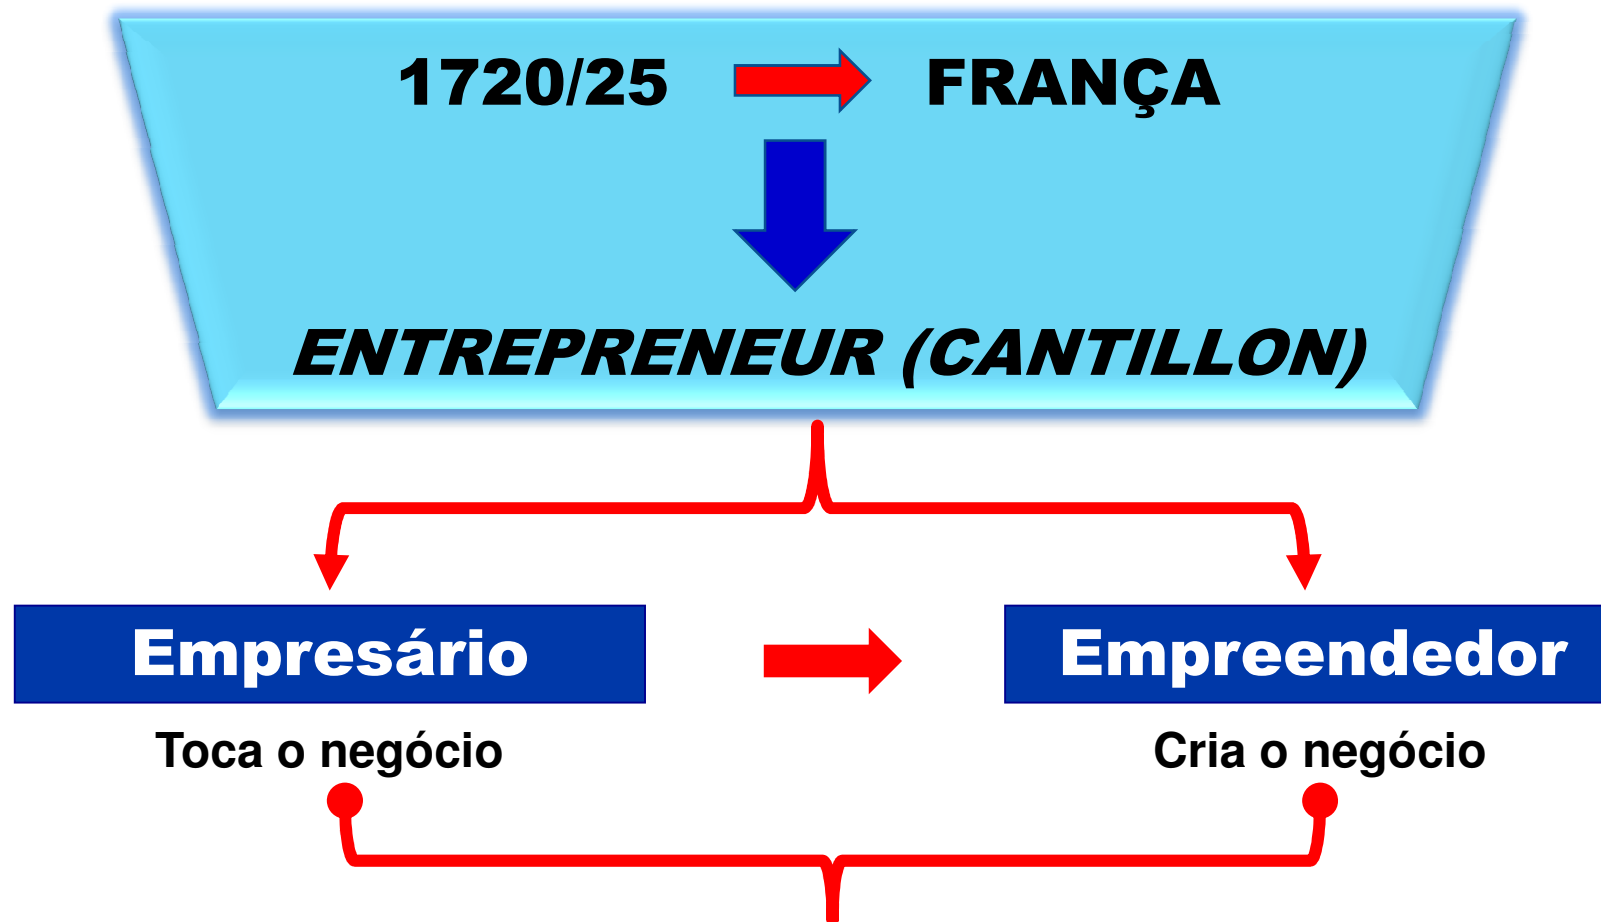 1720/25 FRANÇA
ENTREPRENEUR (CANTILLON)
Empresário Empreendedor
Toca o negócio Cria o negócio